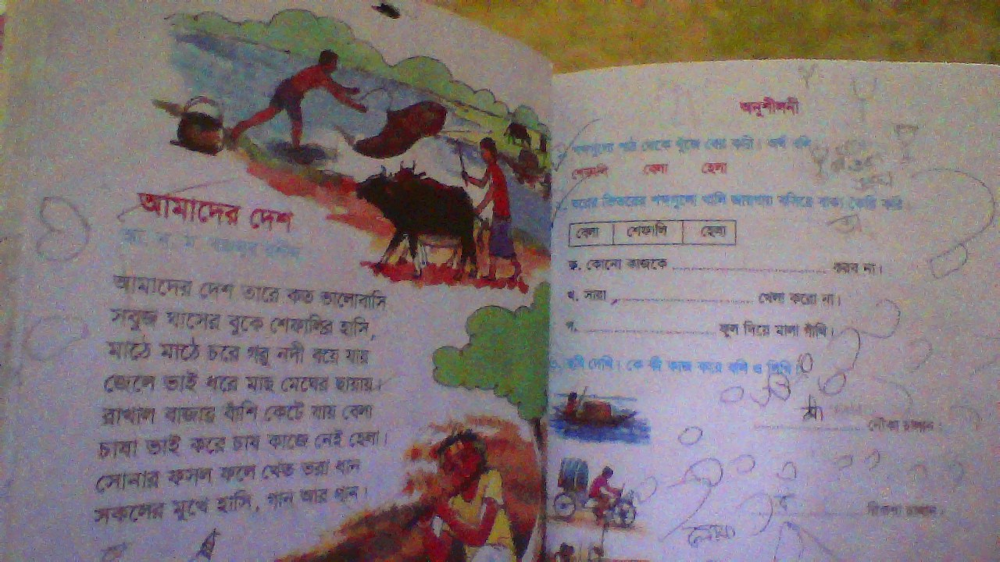 আমাদের দেশ
আ. ন. ম বজলুর রশীদ
আমাদের দেশ তারে কত ভালোবাসি
সবুজ ঘাসের বুকে শেফালির হাসি,
মাঠে মাঠে চরে গরু নদী বয়ে যায়
জেলে ভাই ধরে মাছ মেঘের ছায়ায়।
রাখাল বাজায় বাঁশি কেটে যায় বেলা
চাষা ভাই করে চাষ কাজে নেই হেলা।
সোনার ফসল ফলে খেত ভরা ধান
সকলের মুখে হাসি, গান আর গান।
অনুশীলনী
শব্দগুলো পাঠ থেকে খুঁজে বের করি। অর্থ বলি
শেফালি বেলা হেলা
ঘরের ভিতরের শব্দগুলো খালি জায়গায় বসিয়ে বাক্য তৈরি করি
বেলা শেফালি হেলা
ক. কোনো কাজকে করব না।
খ. সারা খেলা করো না।
গ. ফুল দিয়ে মালা গাঁথি।
৩. ছবি দেখি। কে কী কাজ করে বলি ও লিখি।
নৌকা চালান।
রিকশা চালান।